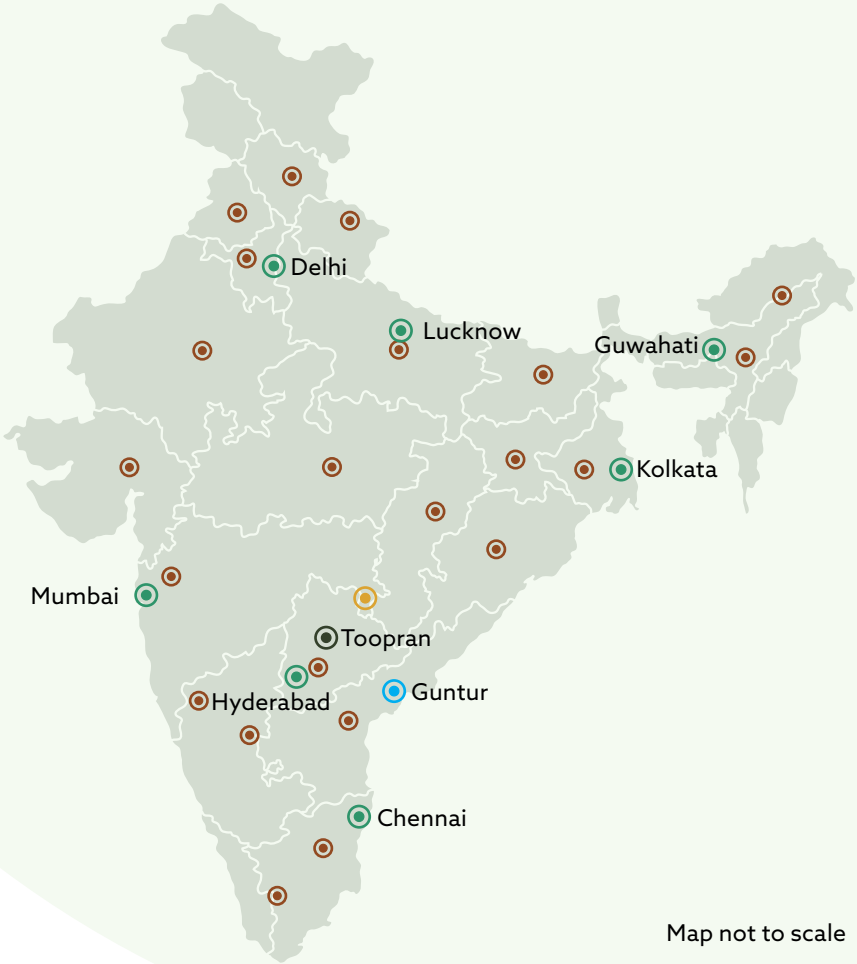 Delhi
Lucknow
Guwahati
Kolkata
Mumbai
Toopran
Guntur
Hyderabad
Chennai
Map not to scale